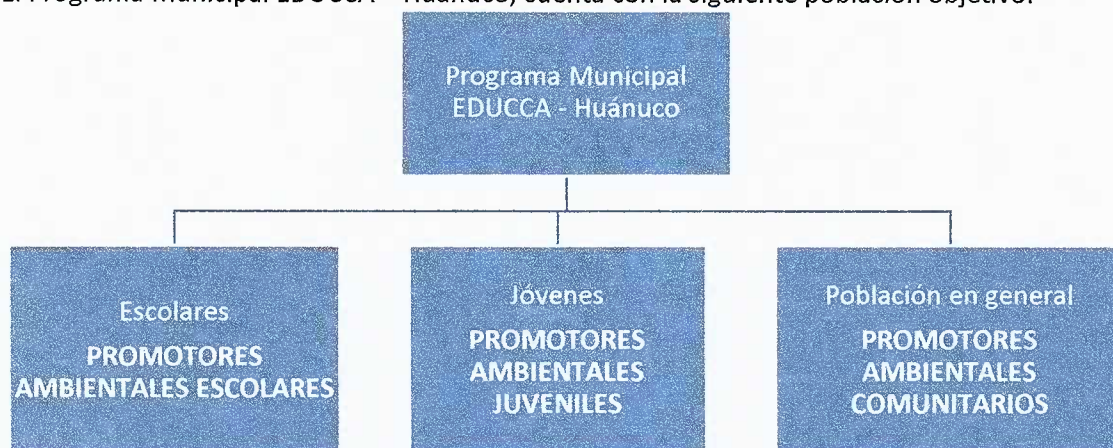 El Programa Municipal EDUCCA - Huánuco, cuenta con la siguiente población objetivo:
Programa Municipal
EDUCCA - Huánuco
Escolares
PROMOTORES
AMBIENTALES ESCOLARES
Jóvenes
PROMOTORES
AMBIENTALES
JUVENILES
Población en general
PROMOTORES
AMBIENTALES
COMUNITARIOS